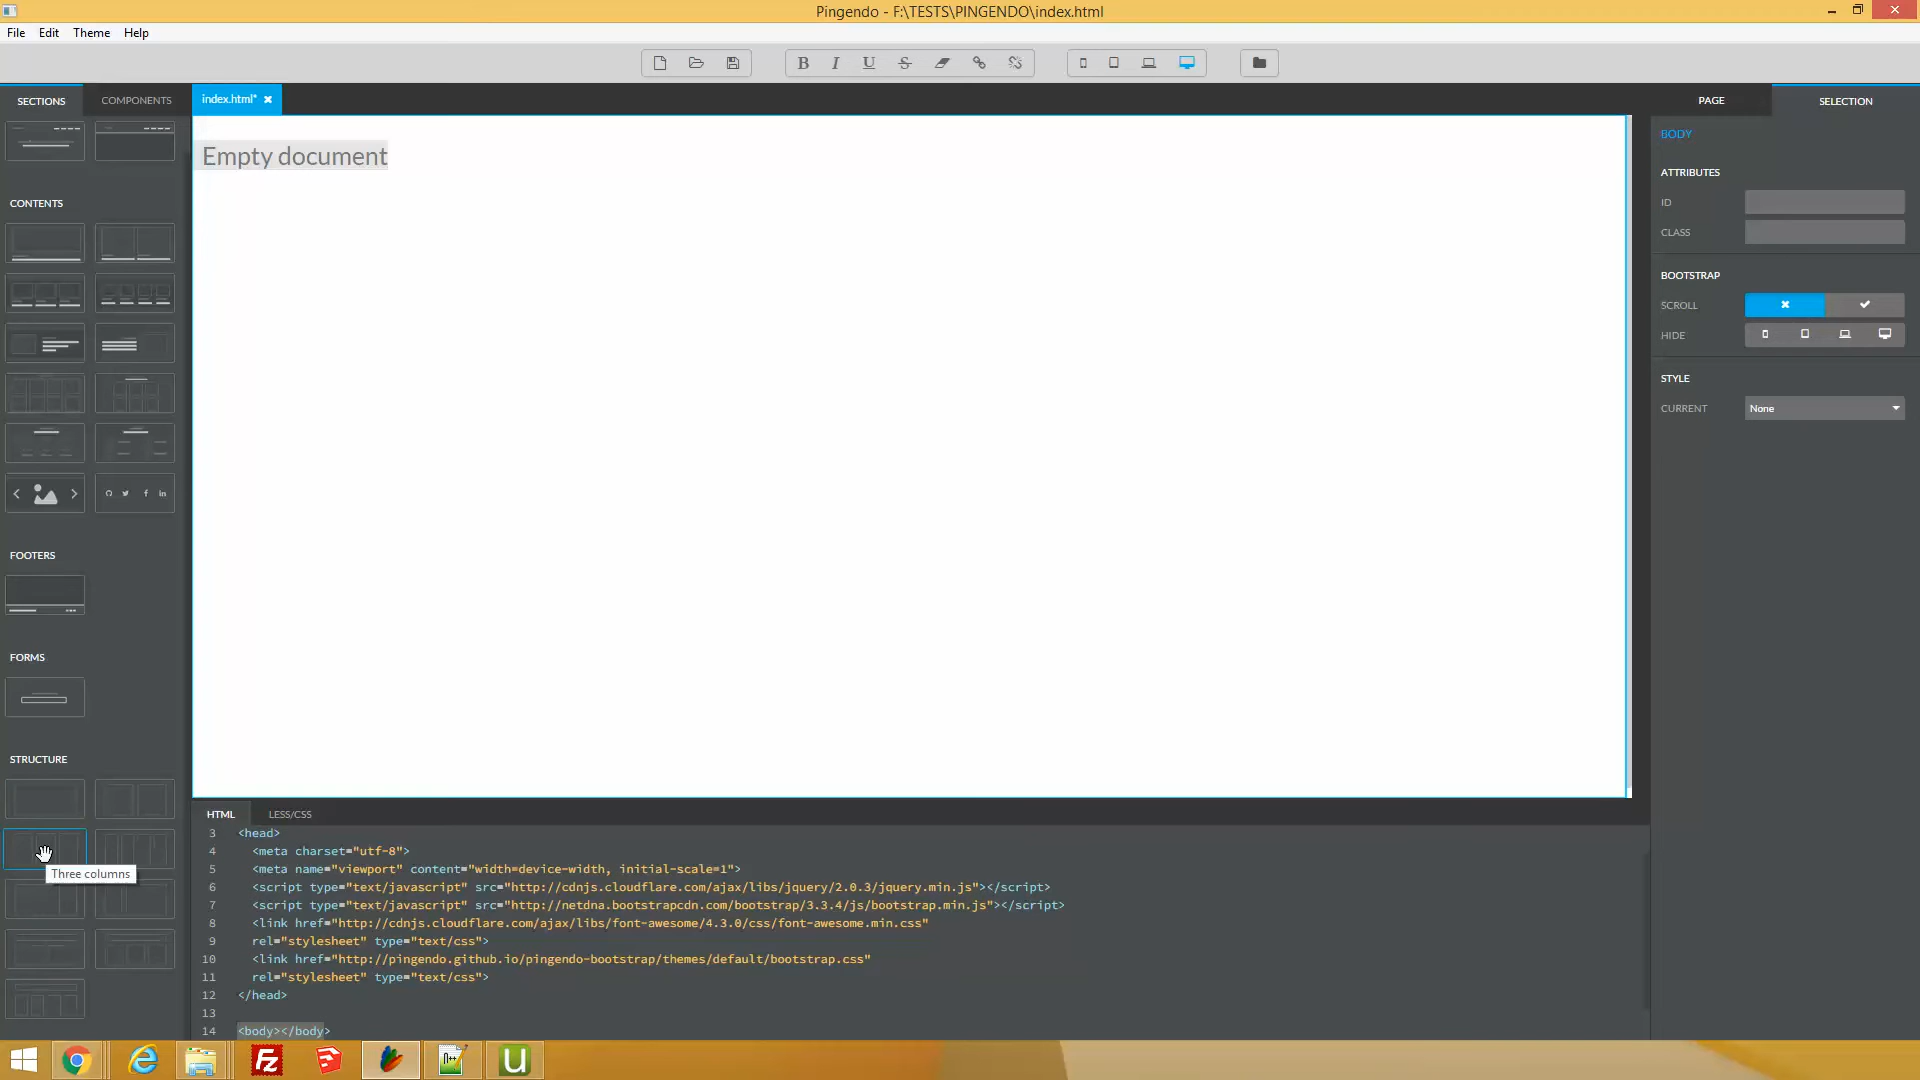 Pingendo - F:\TESTS\PINGENDO\index.html
File Edit Theme Help
B I U S
SECTIONS COMPONENTS
index.html* ×
PAGE SELECTION
Empty document
BODY
ATTRIBUTES
ID
CLASS
BOOTSTRAP
SCROLL
HIDE
STYLE
CURRENT None
CONTENTS
FOOTERS
FORMS
STRUCTURE
Three columns
HTML LESS/CSS
3 <head>
4 <meta charset="utf-8">
5 <meta name="viewport" content="width=device-width, initial-scale=1">
6 <script type="text/javascript" src="http://cdnjs.cloudflare.com/ajax/libs/jquery/2.0.3/jquery.min.js"></script>
7 <script type="text/javascript" src="http://netdna.bootstrapcdn.com/bootstrap/3.3.4/js/bootstrap.min.js"></script>
8 <link href="http://cdnjs.cloudflare.com/ajax/libs/font-awesome/4.3.0/css/font-awesome.min.css"
9 rel="stylesheet" type="text/css">
10 <link href="http://pingendo.github.io/pingendo-bootstrap/themes/default/bootstrap.css"
11 rel="stylesheet" type="text/css">
12 </head>
13
14 <body></body>